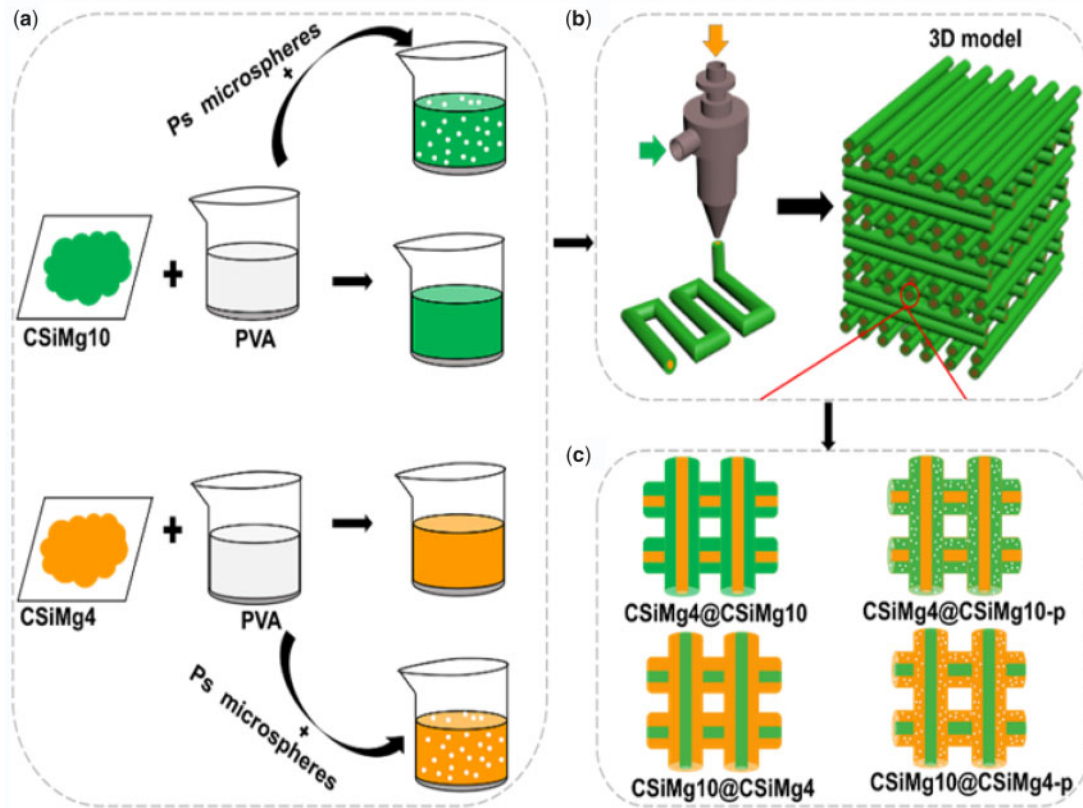 (a)
Ps microspheres
+
CSiMg10
+
PVA
CSiMg4
+
PVA
+
Ps microspheres
(b)
3D model
(c)
CSiMg4@CSiMg10
CSiMg4@CSiMg10-p
CSiMg10@CSiMg4
CSiMg10@CSiMg4-p